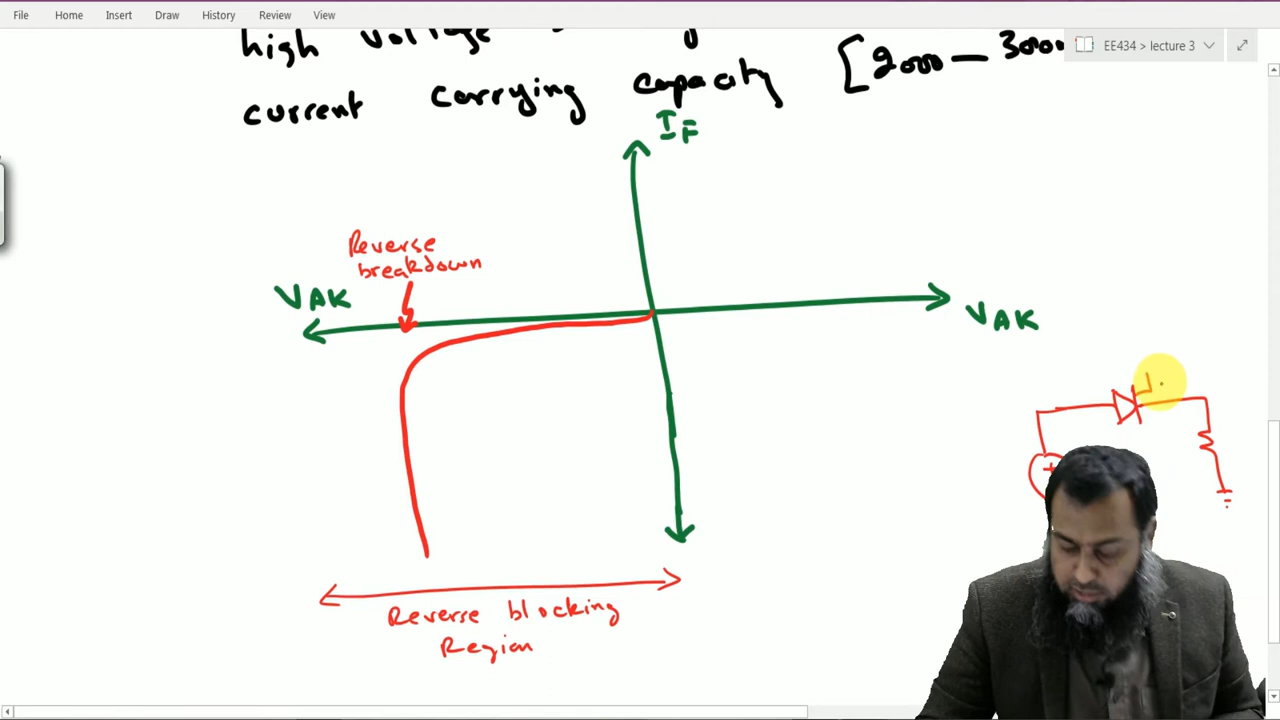 File Home Insert Draw History Review View
EE434 > lecture 3
high voltage
current carrying capacity [2000 — 3000
IF
Reverse
breakdown
VAK
VAK
+
Reverse blocking
Region